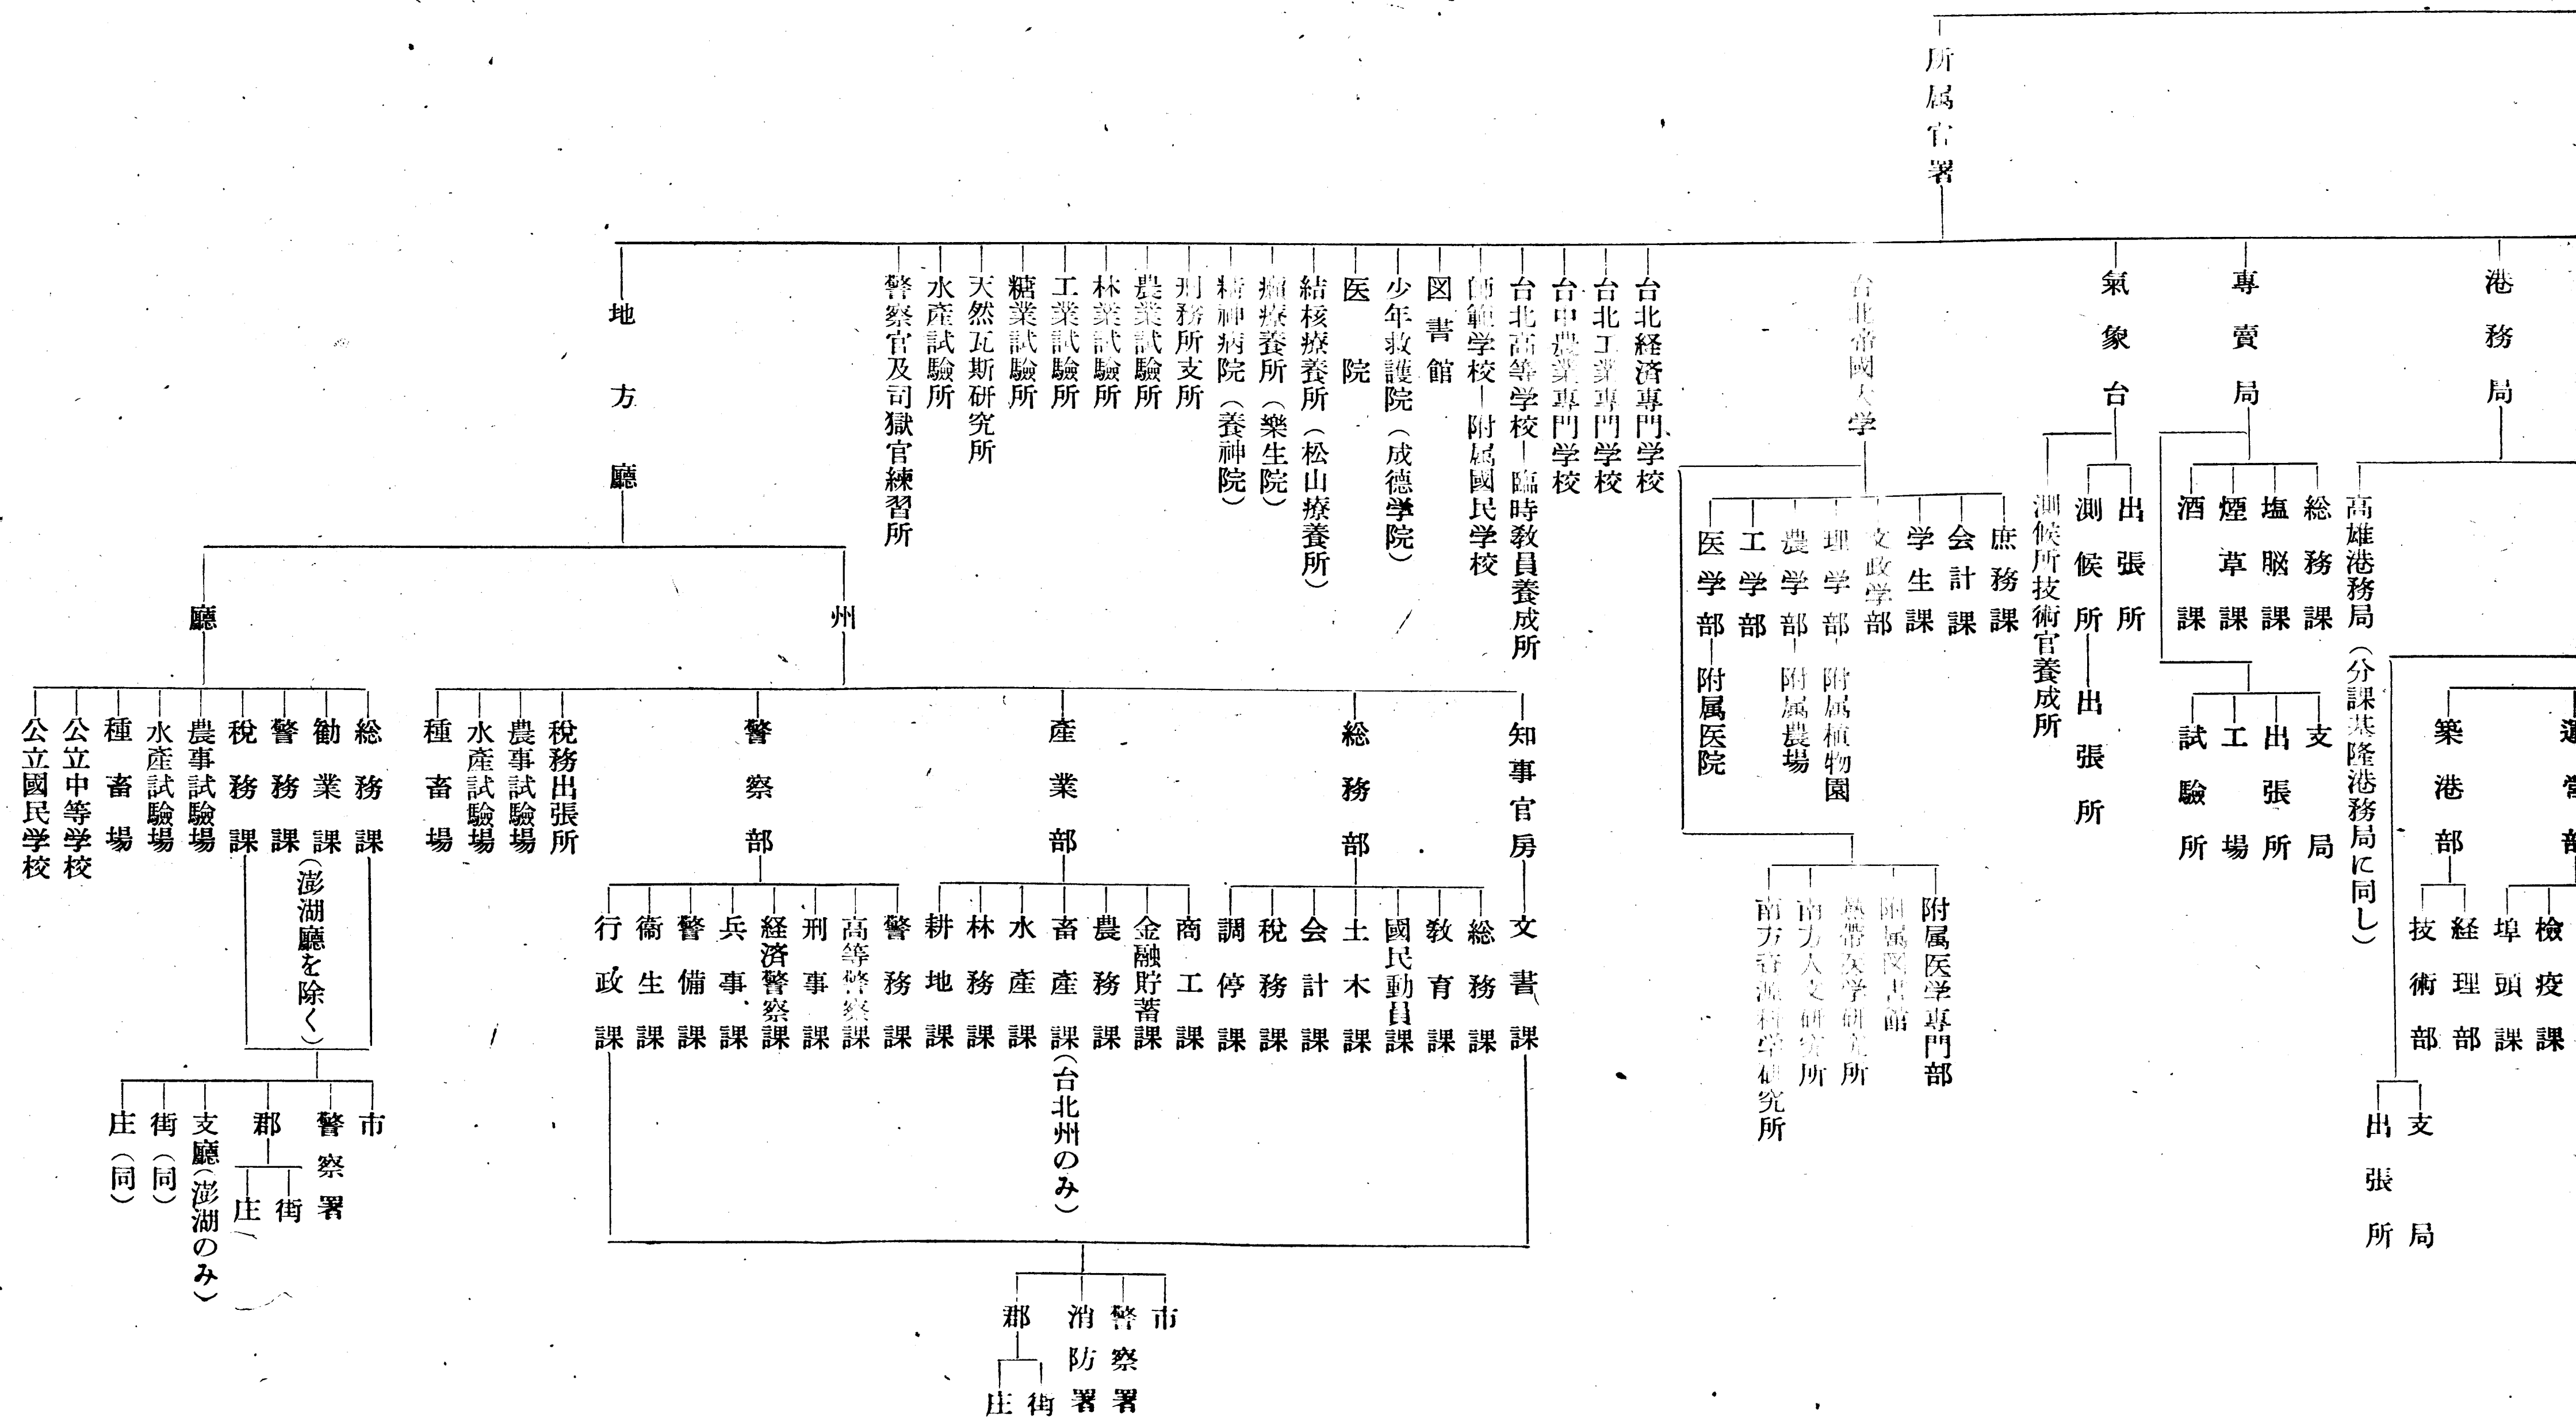 所属官署
港務局
築港部
検疫課
埠頭課
経理部
技術部
支局
出張所
高雄港務局（分課基隆港務局に同し）
専賣局
総務課
塩脳課
煙草課
酒課
支局
出張所
工場
試驗所
氣象台
出張所
測候所―出張所
測候所技術官養成所
台北帝國大学
庶務課
会計課
学生課
文政学部
理学部―附属植物園
農学部―附属農場
工学部
医学部―附属医院
附属医学専門部
附属図書館
熱帶医学研究所
南方人文研究所
南方資源科学研究所
台北経済専門学校
台北工業専門学校
台中農業専門学校
台北高等学校―臨時教員養成所
師範学校―附属國民学校
図書館
少年救護院（成德学院）
医院
結核療養所（松山療養所）
癩療養所（樂生院）
精神病院（養神院）
刑務所支所
農業試驗所
林業試驗所
工業試驗所
糖業試驗所
天然瓦斯研究所
水產試驗所
警察官及司獄官練習所
地方廳
州
知事官房
文書課
総務部
総務課
教育課
國民動員課
土木課
会計課
税務課
調停課
産業部
商工課
金融貯蓄課
農務課
畜產課（台北州のみ）
水產課
林務課
耕地課
警察部
警務課
高等警察課
刑事課
経済警察課
兵事課
警備課
衞生課
行政課
市
警察署
消防署
郡
街
庄
税務出張所
農事試驗場
水產試驗場
種畜場
廳
総務課
勧業課
（澎湖廳を除く）
警務課
税務課
市
警察署
郡
街
庄
支廳（澎湖のみ）
街（同）
庄（同）
農事試驗場
水產試驗場
種畜場
公立中等学校
公立國民学校